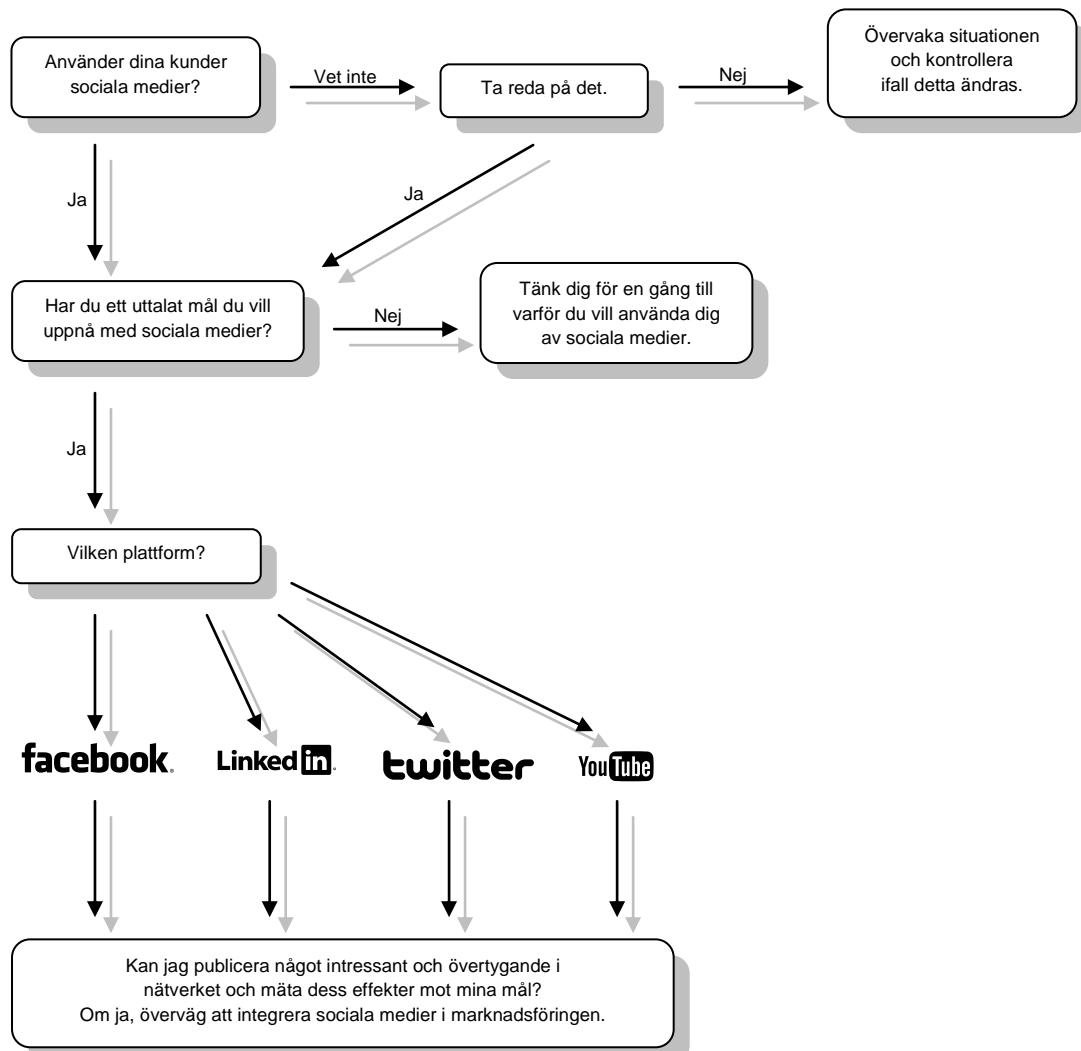 Använder dina kunder
sociala medier?
Vet inte
Ta reda på det.
Nej
Övervaka situationen
och kontrollera
ifall detta ändras.
Ja
Ja
Har du ett uttalat mål du vill
uppnå med sociala medier?
Nej
Tänk dig för en gång till
varför du vill använda dig
av sociala medier.
Ja
Vilken plattform?
facebook
Linked in
twitter
YouTube
Kan jag publicera något intressant och övertygande i
nätverket och mäta dess effekter mot mina mål?
Om ja, överväg att integrera sociala medier i marknadsföringen.